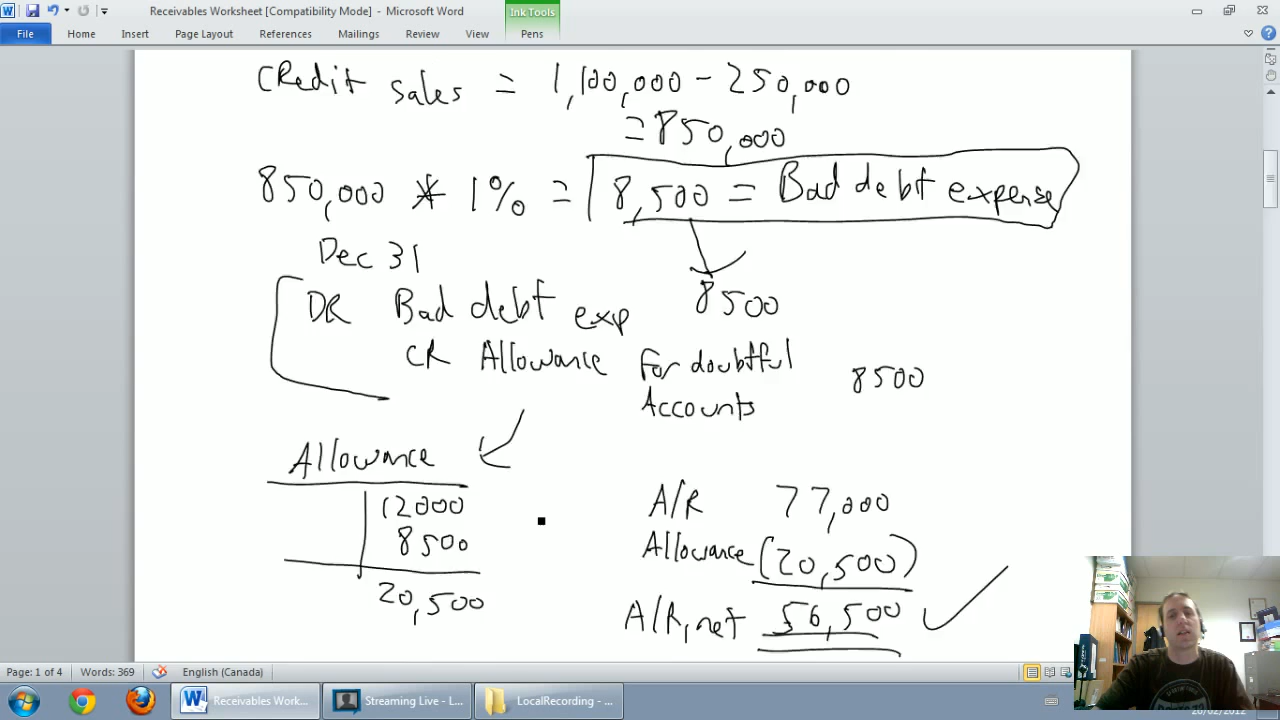 Receivables Worksheet [Compatibility Mode] - Microsoft Word
Ink Tools
File Home Insert Page Layout References Mailings Review View Pens
CRedit sales = 1,100,000 - 250,000
= 850,000
850,000 * 1% = 8,500 = Bad debt expense
Dec 31
DR Bad debt exp 8500
CR Allowance for doubtful Accounts 8500
Allowance
12000
8500
20,500
A/R 77,000
Allowance (20,500)
A/R, net 56,500
Page: 1 of 4 Words: 369 English (Canada)
Receivables Work... Streaming Live - L... LocalRecording - ...
20/02/2012